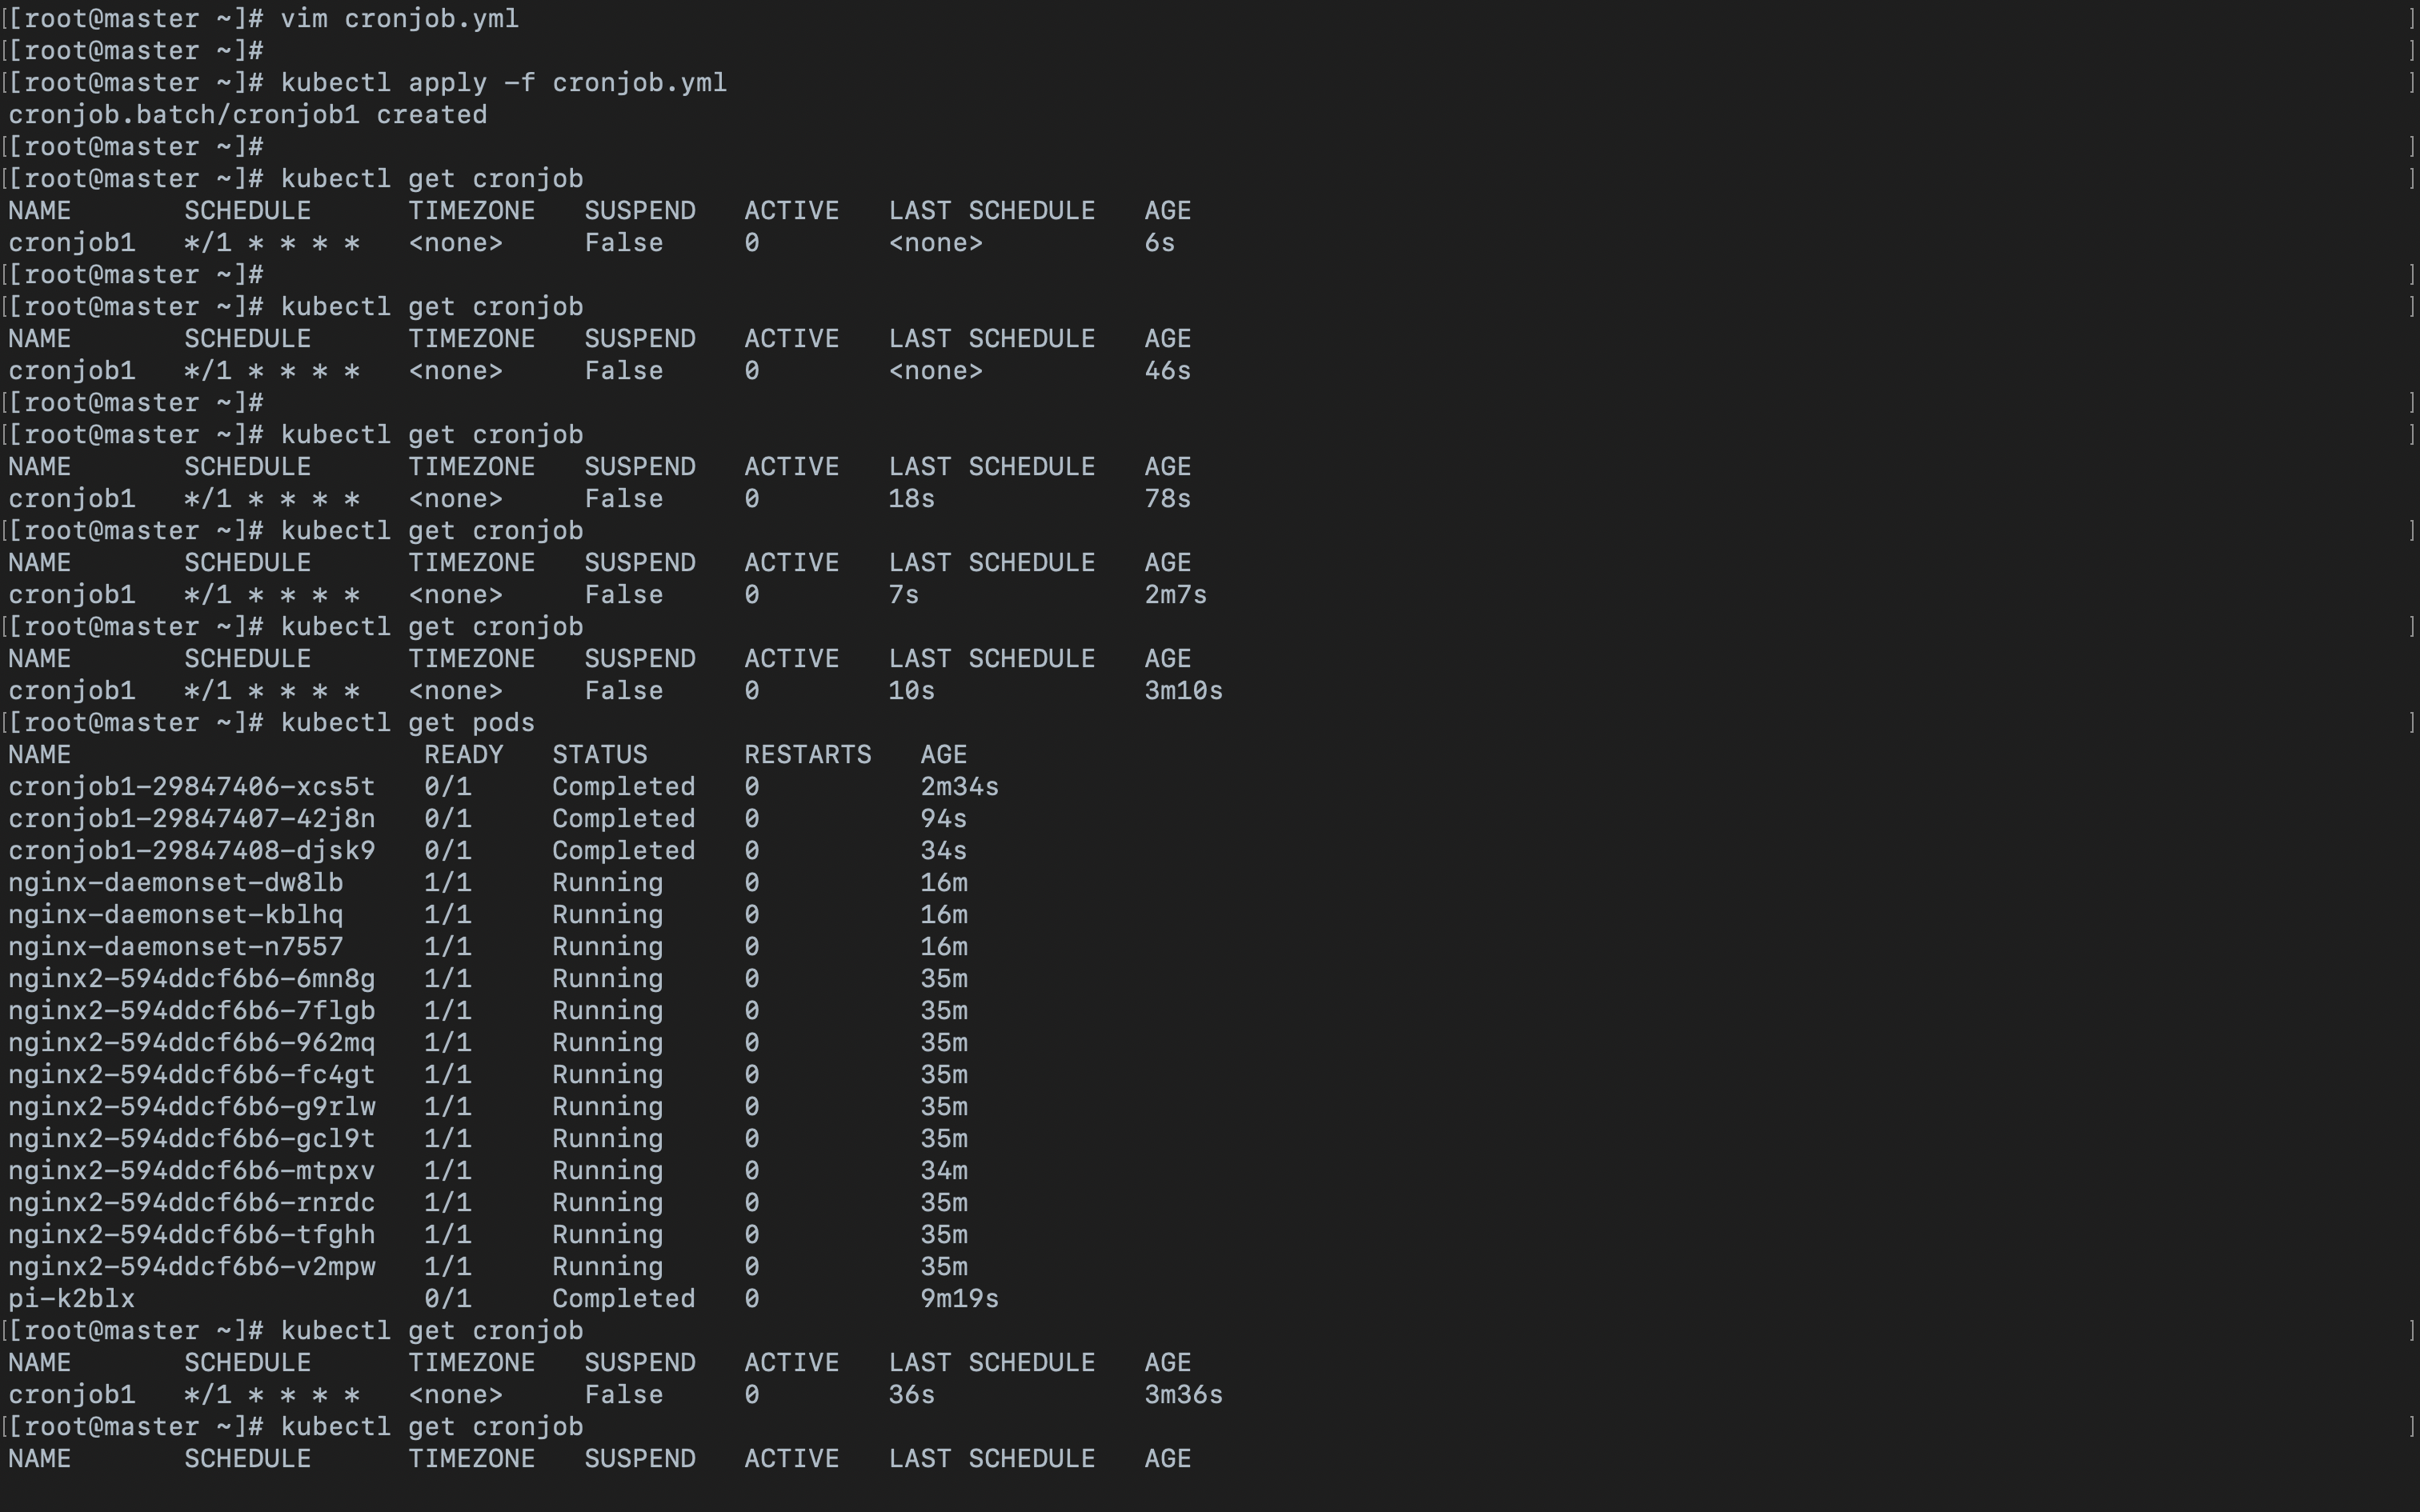 [[root@master ~]# vim cronjob.yml ]
[[root@master ~]# ]
[[root@master ~]# kubectl apply -f cronjob.yml ]
cronjob.batch/cronjob1 created
[[root@master ~]# ]
[[root@master ~]# kubectl get cronjob ]
NAME       SCHEDULE      TIMEZONE   SUSPEND   ACTIVE   LAST SCHEDULE   AGE
cronjob1   */1 * * * *   <none>     False     0        <none>          6s
[[root@master ~]# ]
[[root@master ~]# kubectl get cronjob ]
NAME       SCHEDULE      TIMEZONE   SUSPEND   ACTIVE   LAST SCHEDULE   AGE
cronjob1   */1 * * * *   <none>     False     0        <none>          46s
[[root@master ~]# ]
[[root@master ~]# kubectl get cronjob ]
NAME       SCHEDULE      TIMEZONE   SUSPEND   ACTIVE   LAST SCHEDULE   AGE
cronjob1   */1 * * * *   <none>     False     0        18s             78s
[[root@master ~]# kubectl get cronjob ]
NAME       SCHEDULE      TIMEZONE   SUSPEND   ACTIVE   LAST SCHEDULE   AGE
cronjob1   */1 * * * *   <none>     False     0        7s              2m7s
[[root@master ~]# kubectl get cronjob ]
NAME       SCHEDULE      TIMEZONE   SUSPEND   ACTIVE   LAST SCHEDULE   AGE
cronjob1   */1 * * * *   <none>     False     0        10s             3m10s
[[root@master ~]# kubectl get pods ]
NAME                      READY   STATUS      RESTARTS   AGE
cronjob1-29847406-xcs5t   0/1     Completed   0          2m34s
cronjob1-29847407-42j8n   0/1     Completed   0          94s
cronjob1-29847408-djsk9   0/1     Completed   0          34s
nginx-daemonset-dw8lb     1/1     Running     0          16m
nginx-daemonset-kblhq     1/1     Running     0          16m
nginx-daemonset-n7557     1/1     Running     0          16m
nginx2-594ddcf6b6-6mn8g   1/1     Running     0          35m
nginx2-594ddcf6b6-7flgb   1/1     Running     0          35m
nginx2-594ddcf6b6-962mq   1/1     Running     0          35m
nginx2-594ddcf6b6-fc4gt   1/1     Running     0          35m
nginx2-594ddcf6b6-g9rlw   1/1     Running     0          35m
nginx2-594ddcf6b6-gcl9t   1/1     Running     0          35m
nginx2-594ddcf6b6-mtpxv   1/1     Running     0          34m
nginx2-594ddcf6b6-rnrdc   1/1     Running     0          35m
nginx2-594ddcf6b6-tfghh   1/1     Running     0          35m
nginx2-594ddcf6b6-v2mpw   1/1     Running     0          35m
pi-k2blx                  0/1     Completed   0          9m19s
[[root@master ~]# kubectl get cronjob ]
NAME       SCHEDULE      TIMEZONE   SUSPEND   ACTIVE   LAST SCHEDULE   AGE
cronjob1   */1 * * * *   <none>     False     0        36s             3m36s
[[root@master ~]# kubectl get cronjob ]
NAME       SCHEDULE      TIMEZONE   SUSPEND   ACTIVE   LAST SCHEDULE   AGE